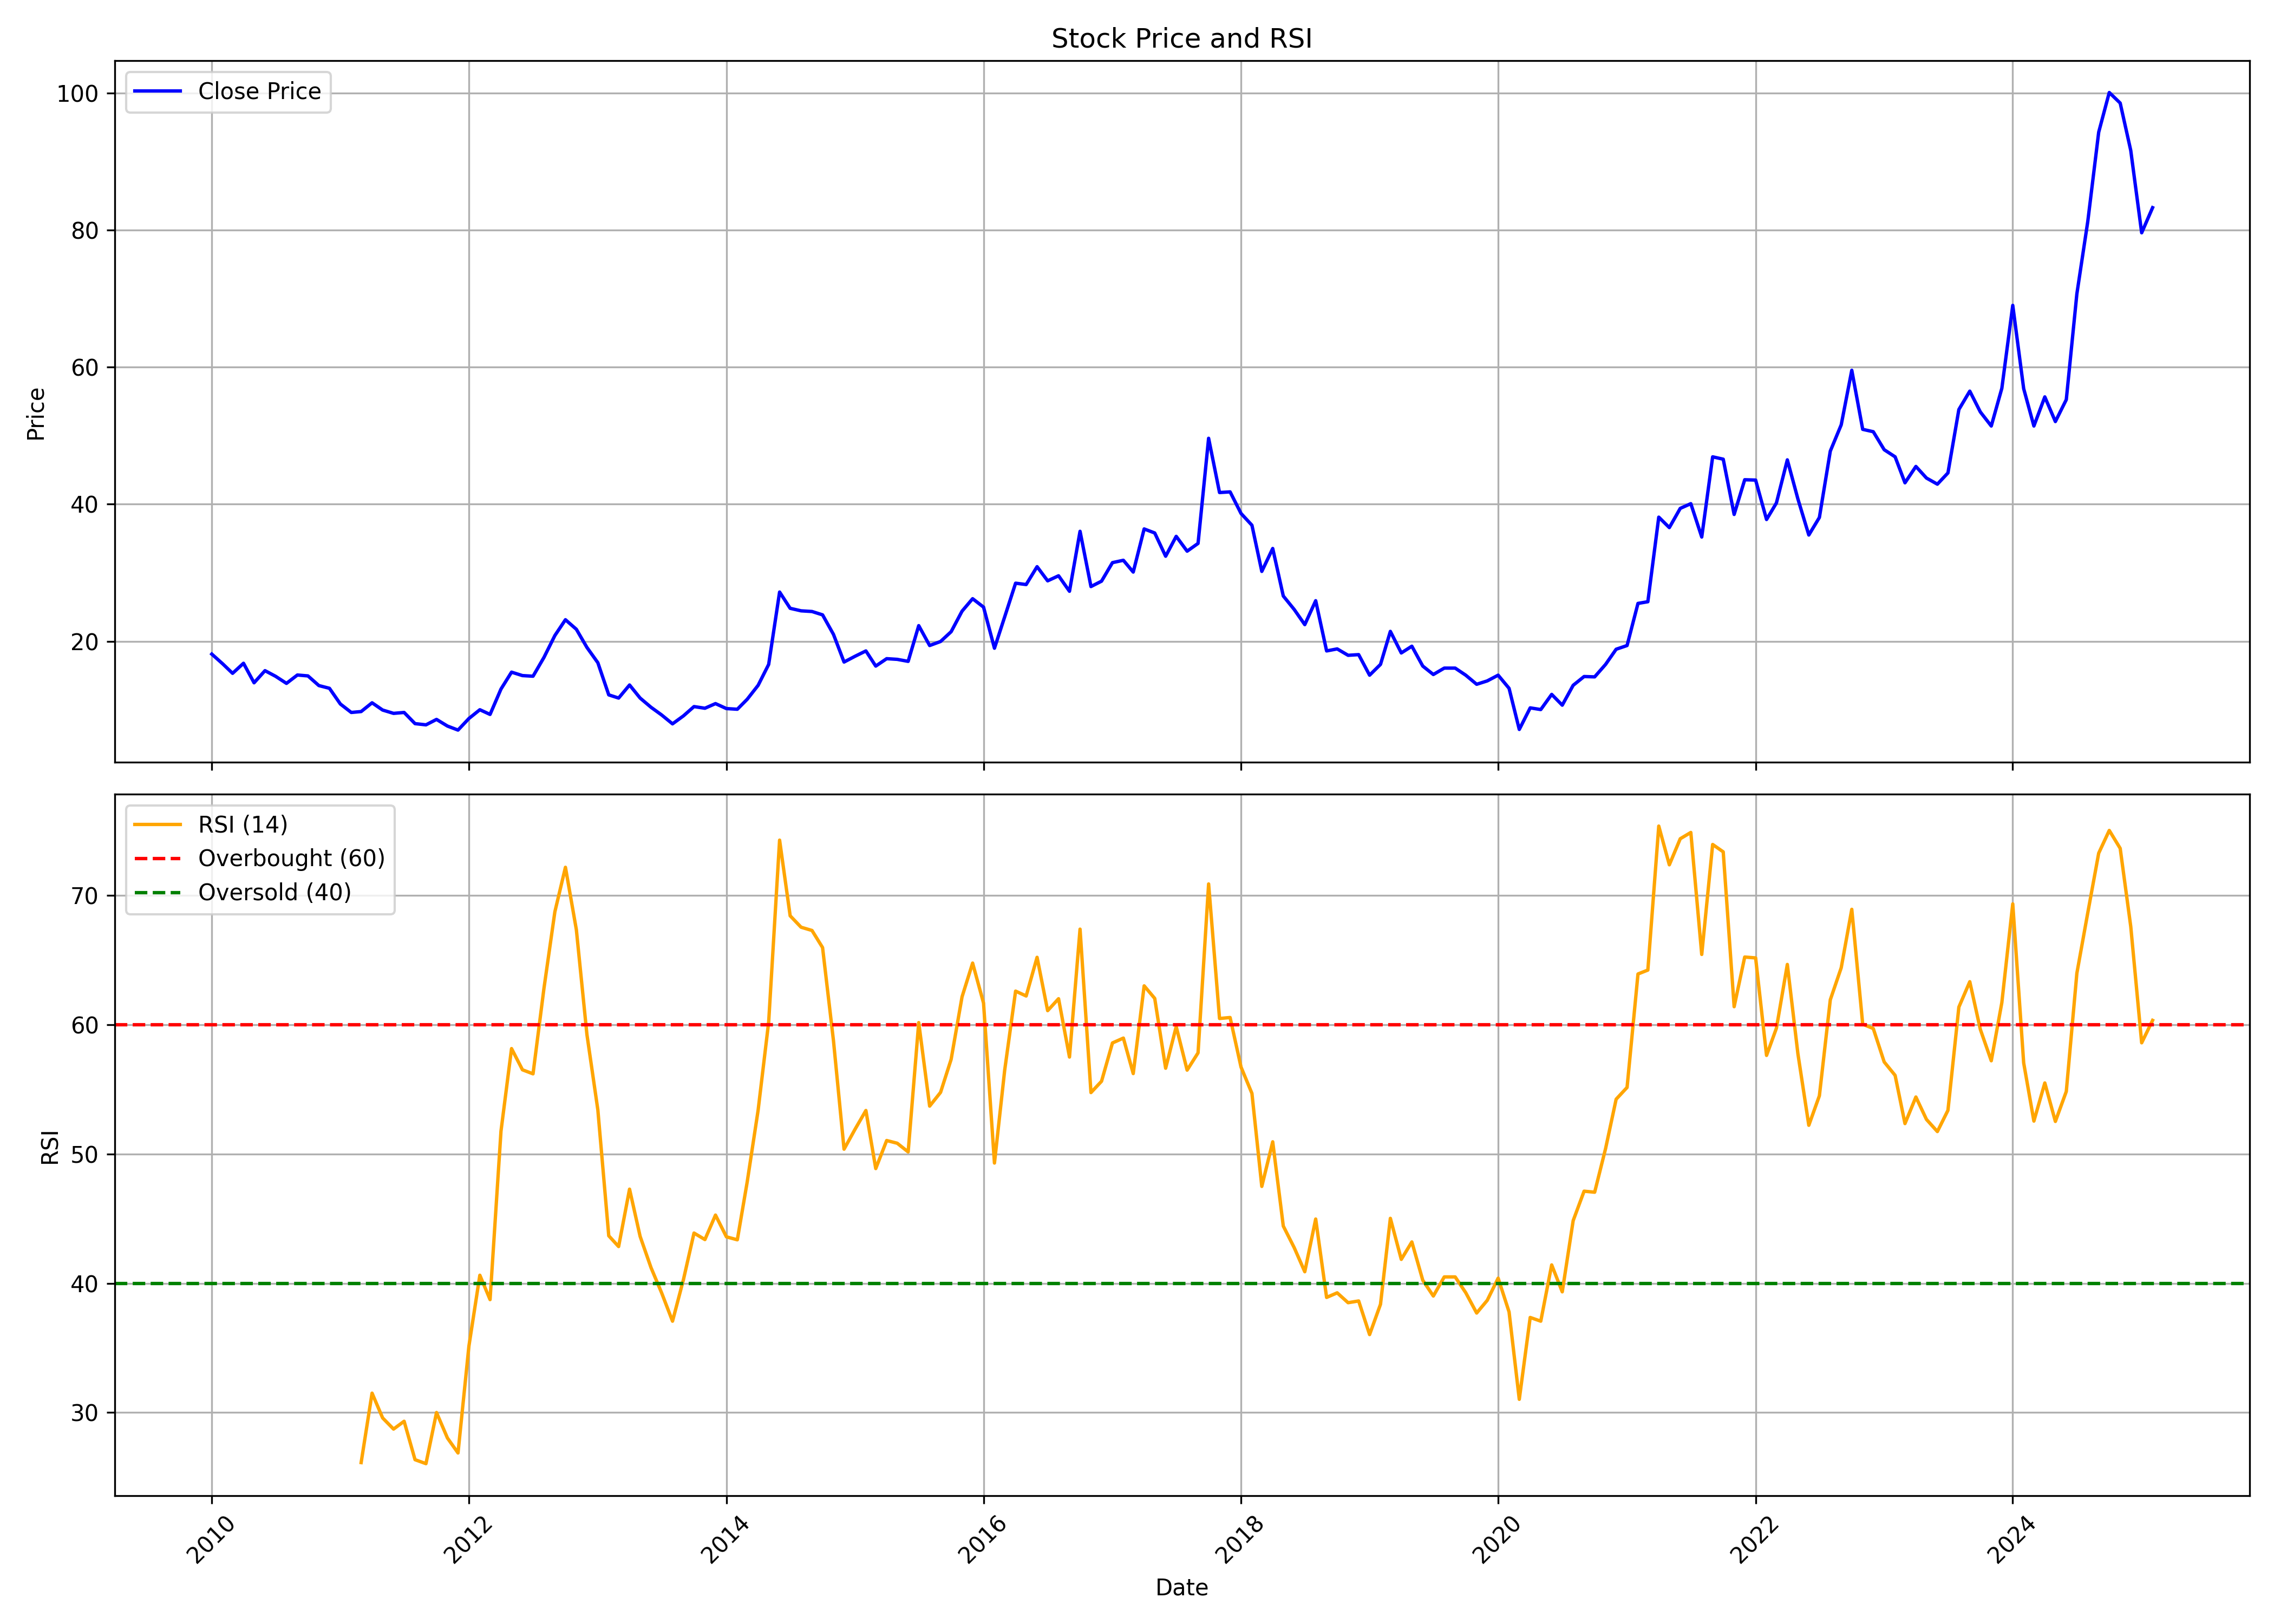 Stock Price and RSI
Close Price
100
80
60
40
20
Price
RSI (14)
Overbought (60)
Oversold (40)
70
60
50
40
30
RSI
2010
2012
2014
2016
2018
2020
2022
2024
Date